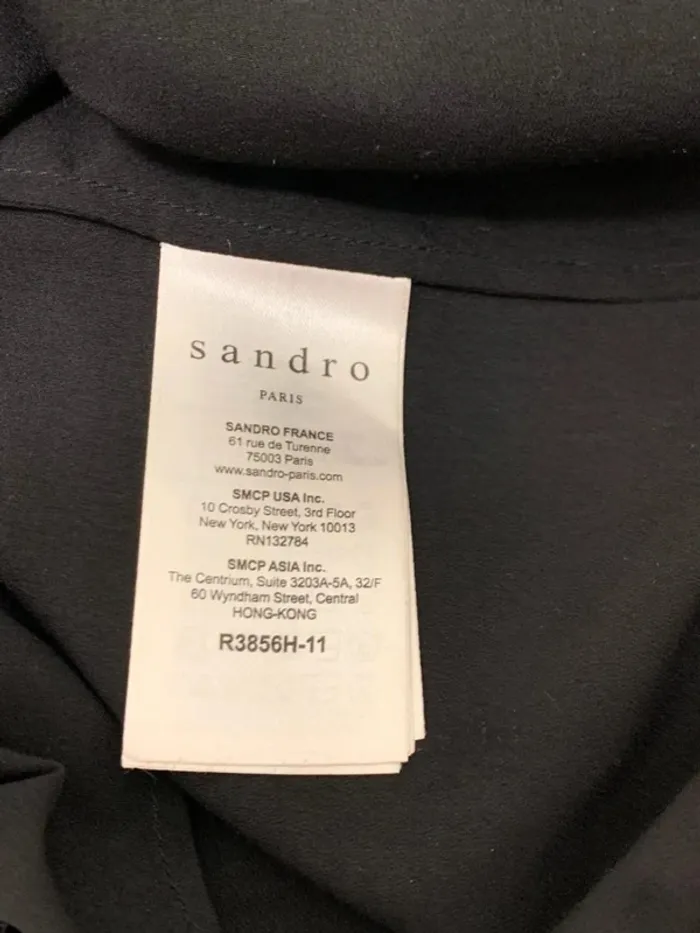 sandro
PARIS
SANDRO FRANCE
61 rue de Turenne
75003 Paris
www.sandro-paris.com
SMCP USA Inc.
10 Crosby Street, 3rd Floor
New York, New York 10013
RN132784
SMCP ASIA Inc.
The Centrium, Suite 3203A-5A, 32/F
60 Wyndham Street, Central
HONG-KONG
R3856H-11